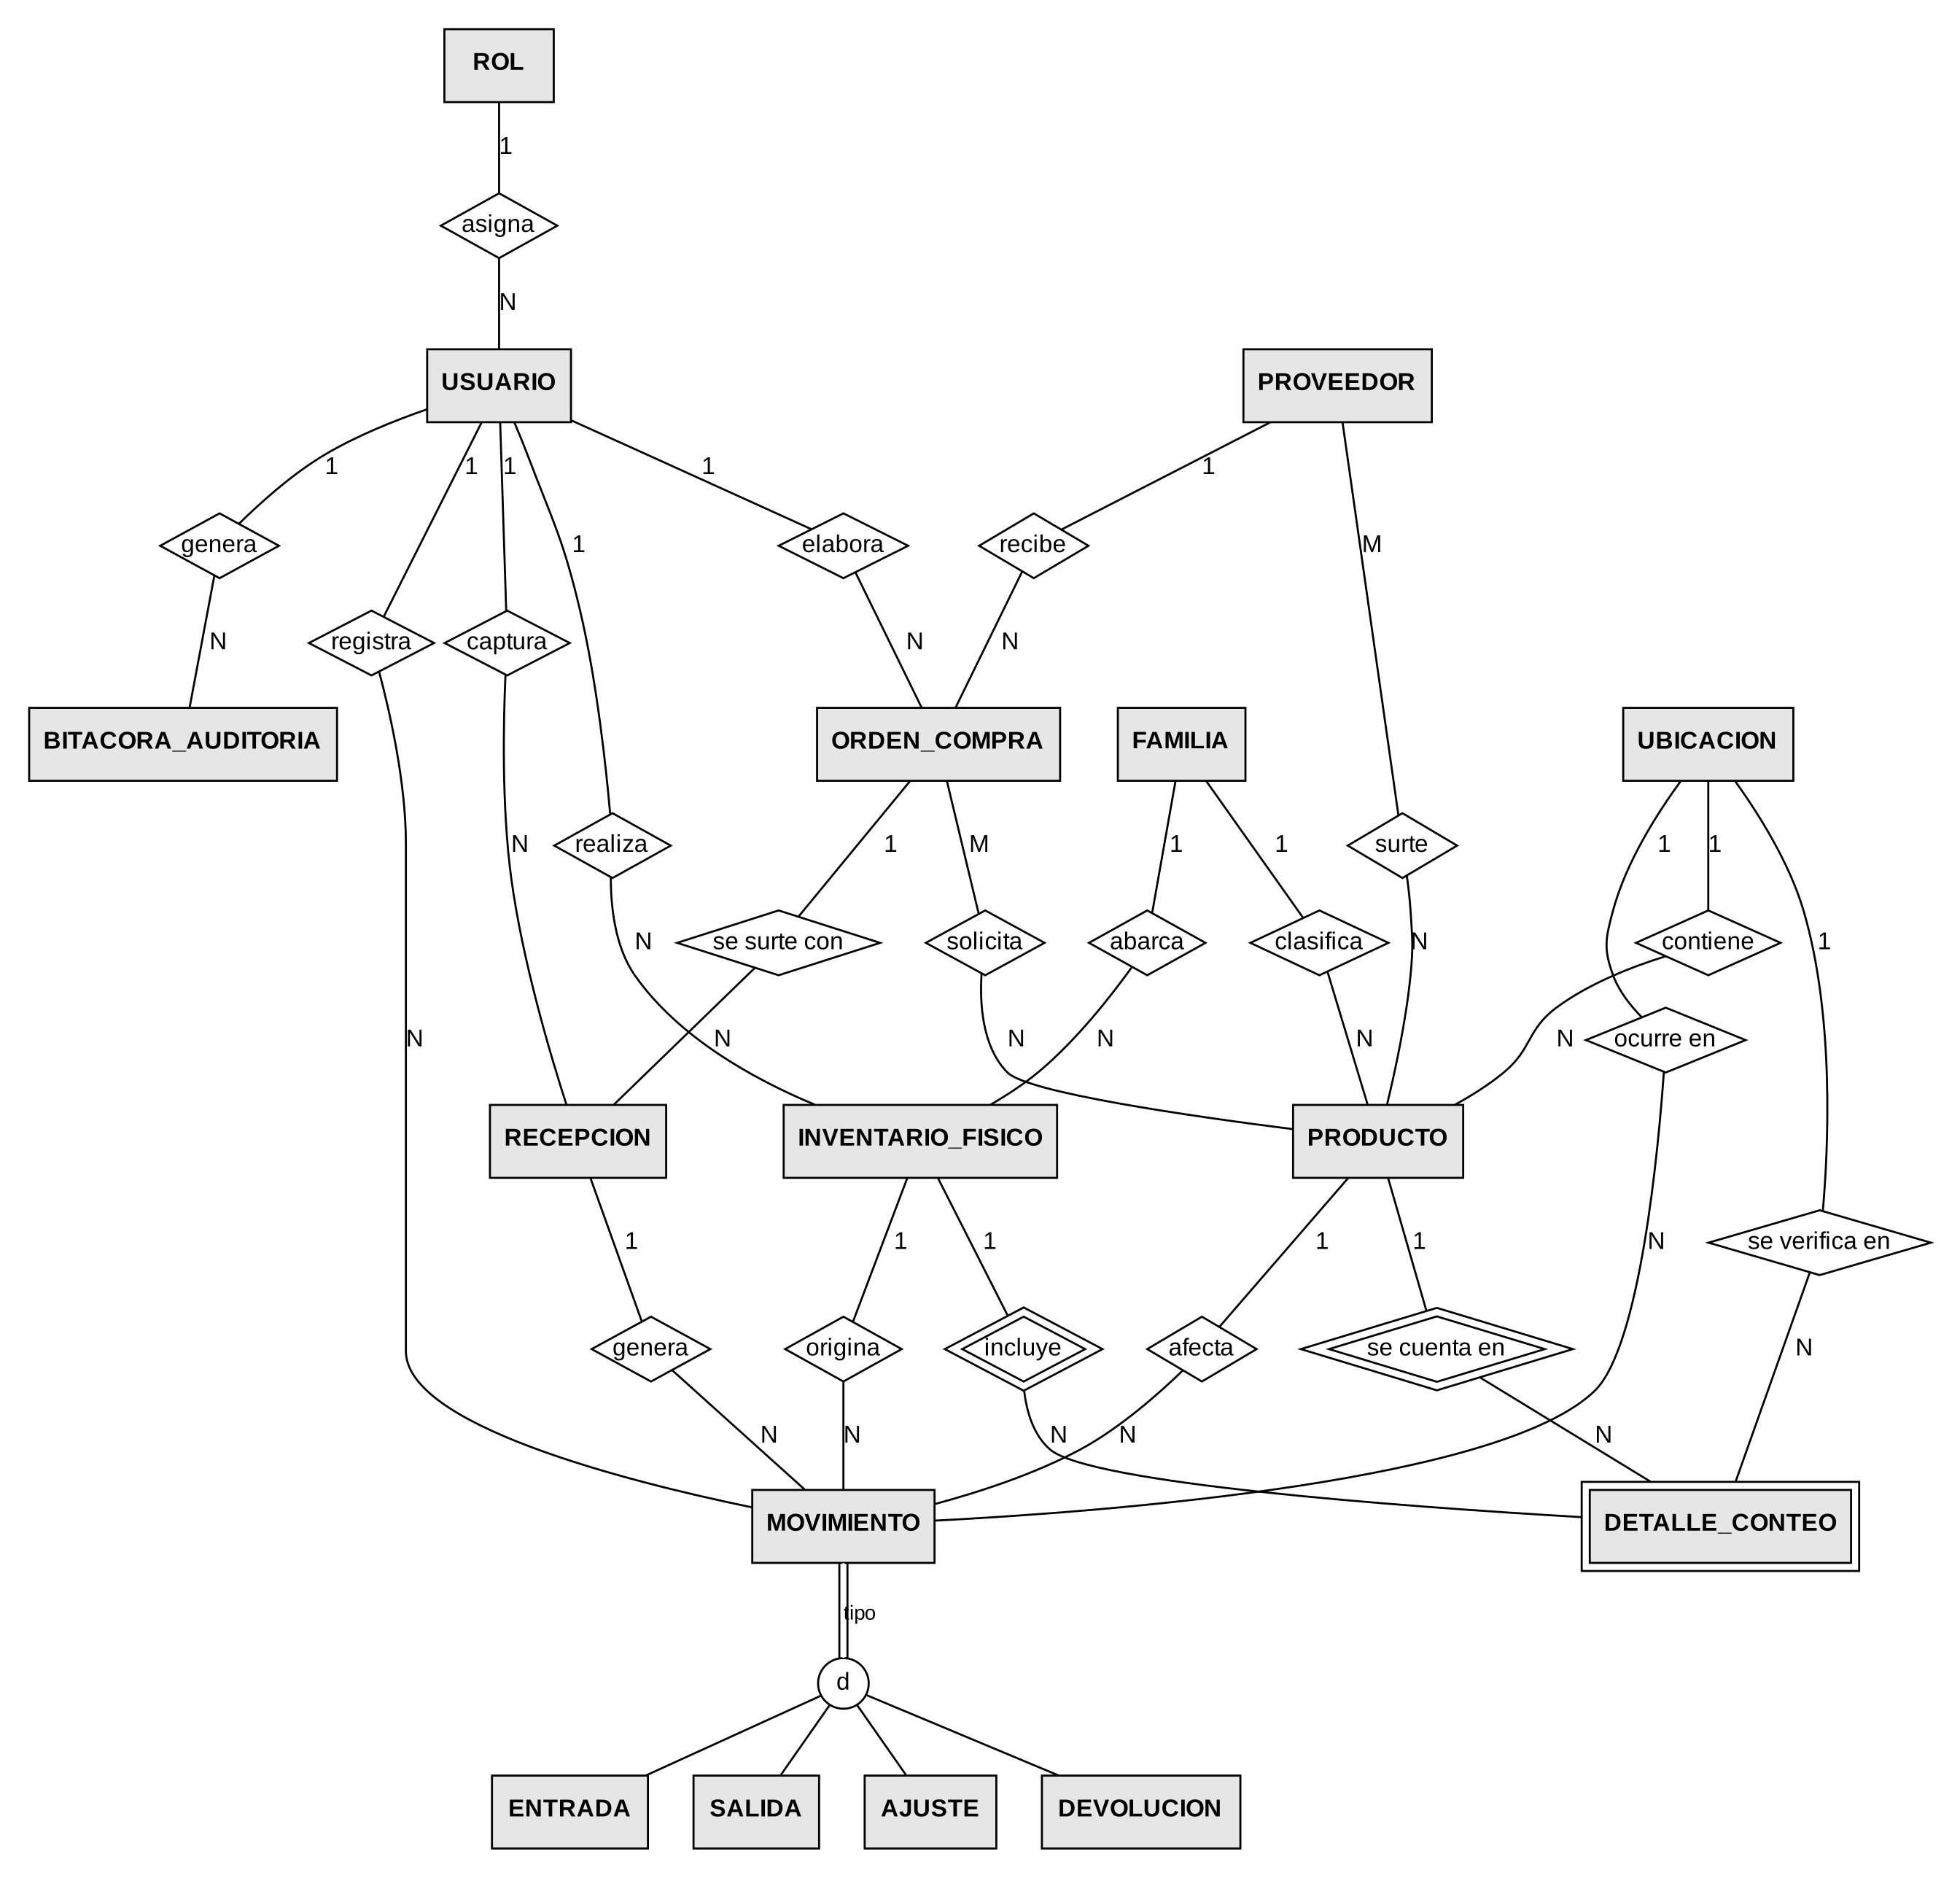 ROL
1
asigna
N
USUARIO
PROVEEDOR
1
1
1
1
1
1
M
genera
elabora
recibe
N
registra
captura
N
N
BITACORA_AUDITORIA
ORDEN_COMPRA
FAMILIA
UBICACION
N
realiza
1
M
1
1
surte
1
1
N
se surte con
solicita
abarca
clasifica
N
contiene
1
N
N
N
N
N
N
ocurre en
RECEPCION
INVENTARIO_FISICO
PRODUCTO
1
1
1
1
1
N
se verifica en
genera
origina
incluye
afecta
se cuenta en
N
N
N
N
N
N
MOVIMIENTO
DETALLE_CONTEO
tipo
d
ENTRADA
SALIDA
AJUSTE
DEVOLUCION